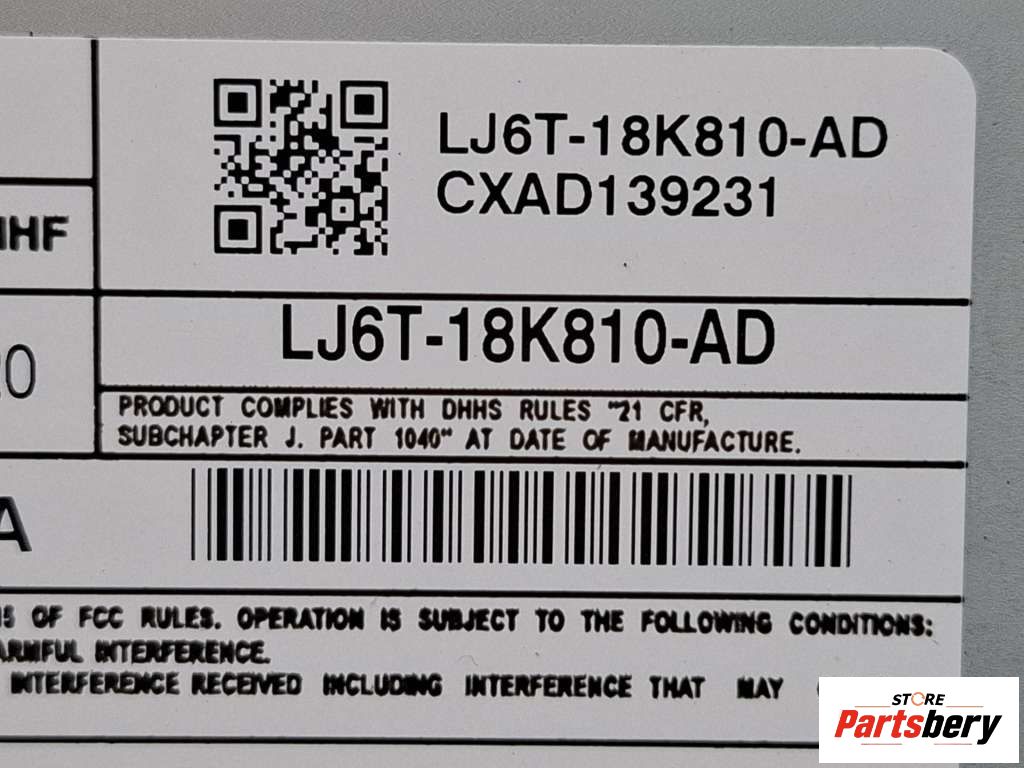 LJ6T-18K810-AD
CXAD139231
HF
LJ6T-18K810-AD
0
PRODUCT COMPLIES WITH DHHS RULES "21 CFR,
SUBCHAPTER J. PART 1040" AT DATE OF MANUFACTURE.
A
OF FCC RULES. OPERATION IS SUBJECT TO THE FOLLOWING CONDITIONS:
INTERFERENCE.
INTERFERENCE RECEIVED INCLUDING INTERFERENCE THAT MAY
STORE
Partsbery